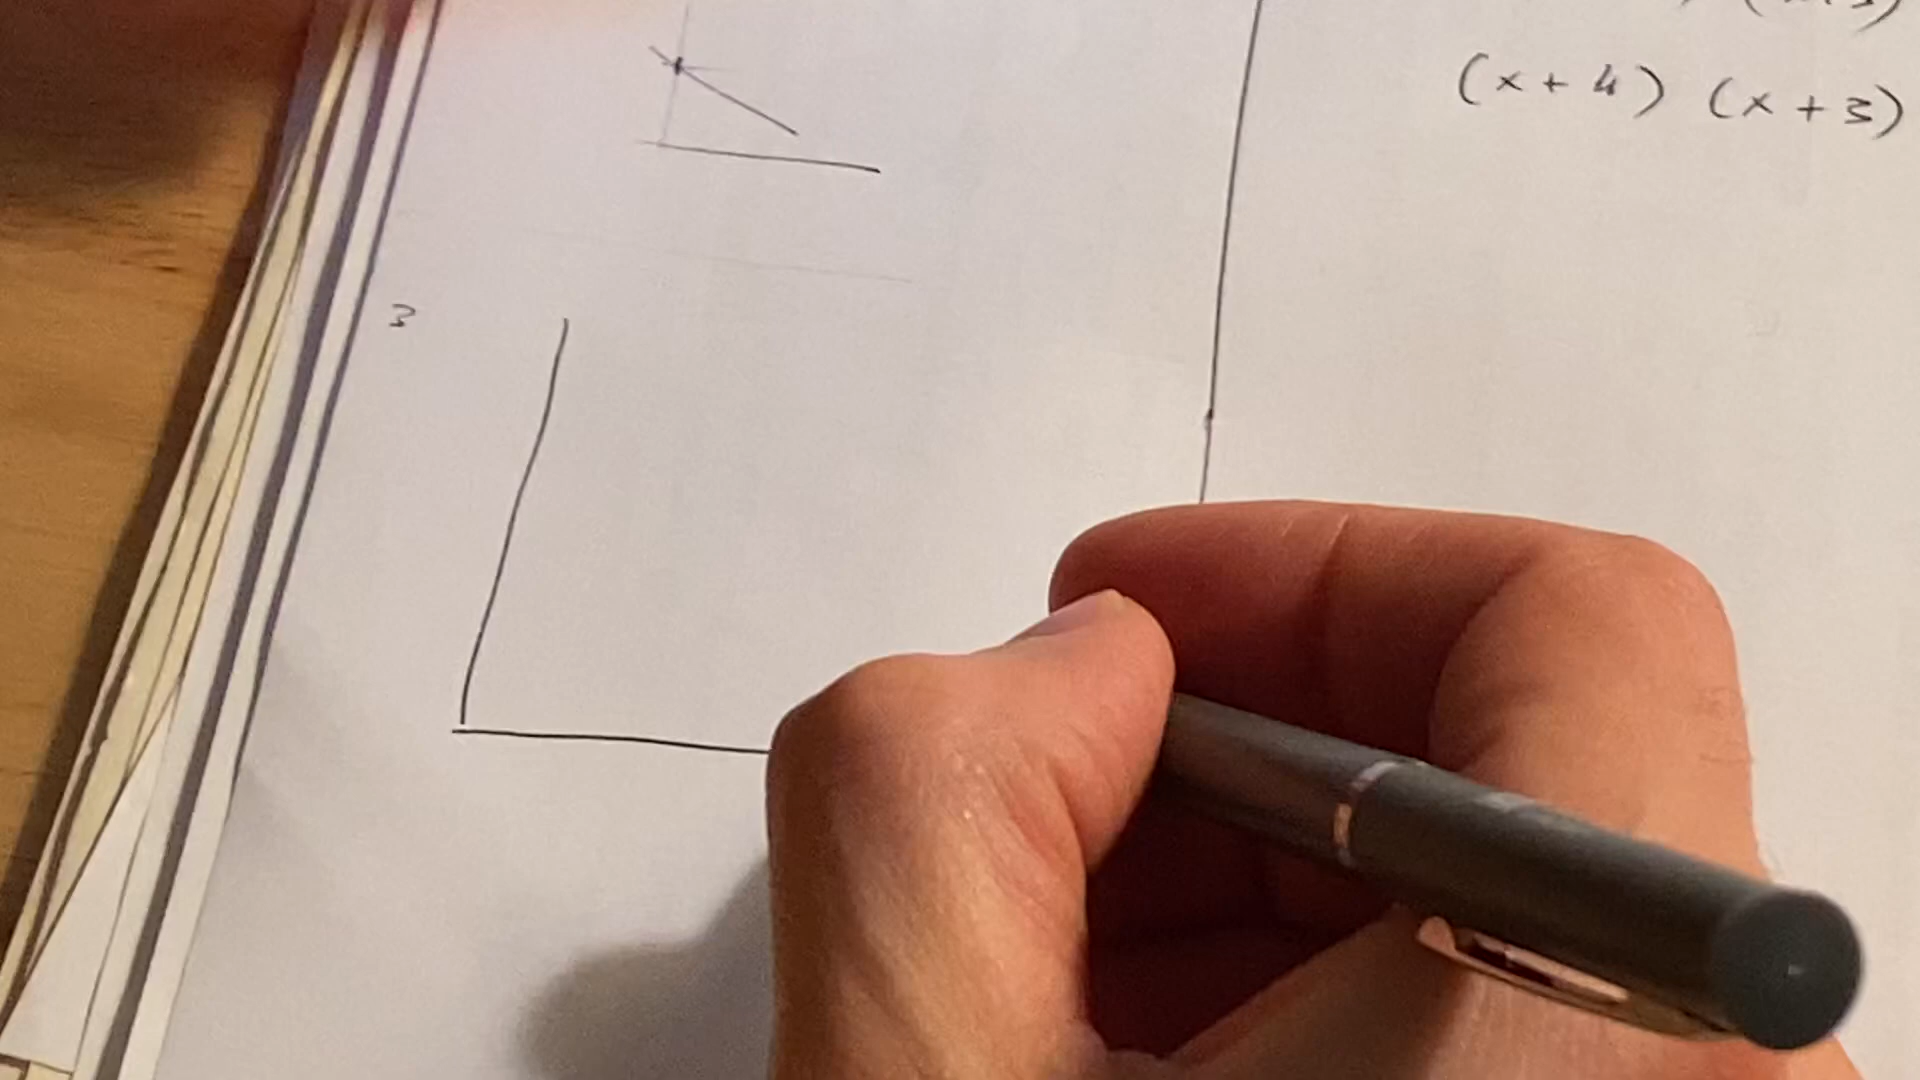 (x + 4) (x + 3)
3